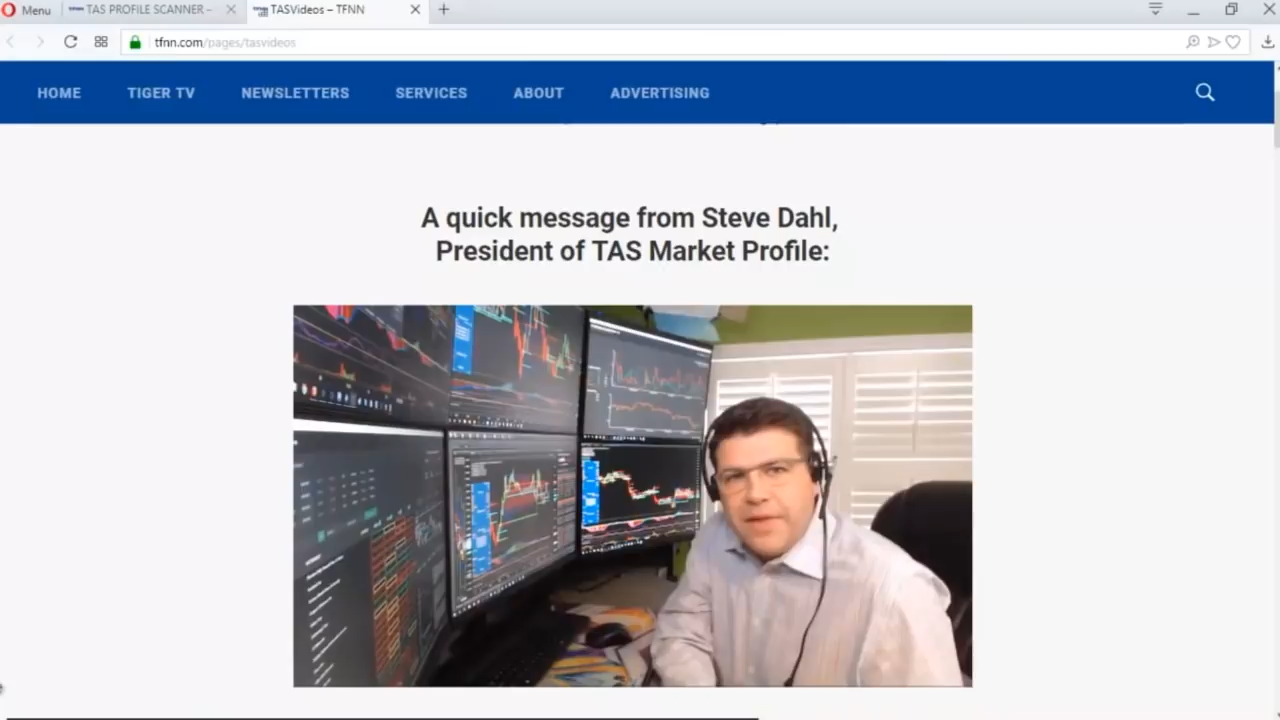 Menu
TAS PROFILE SCANNER –
TASVideos – TFNN
tfnn.com/pages/tasvideos
HOME
TIGER TV
NEWSLETTERS
SERVICES
ABOUT
ADVERTISING
A quick message from Steve Dahl,
President of TAS Market Profile: